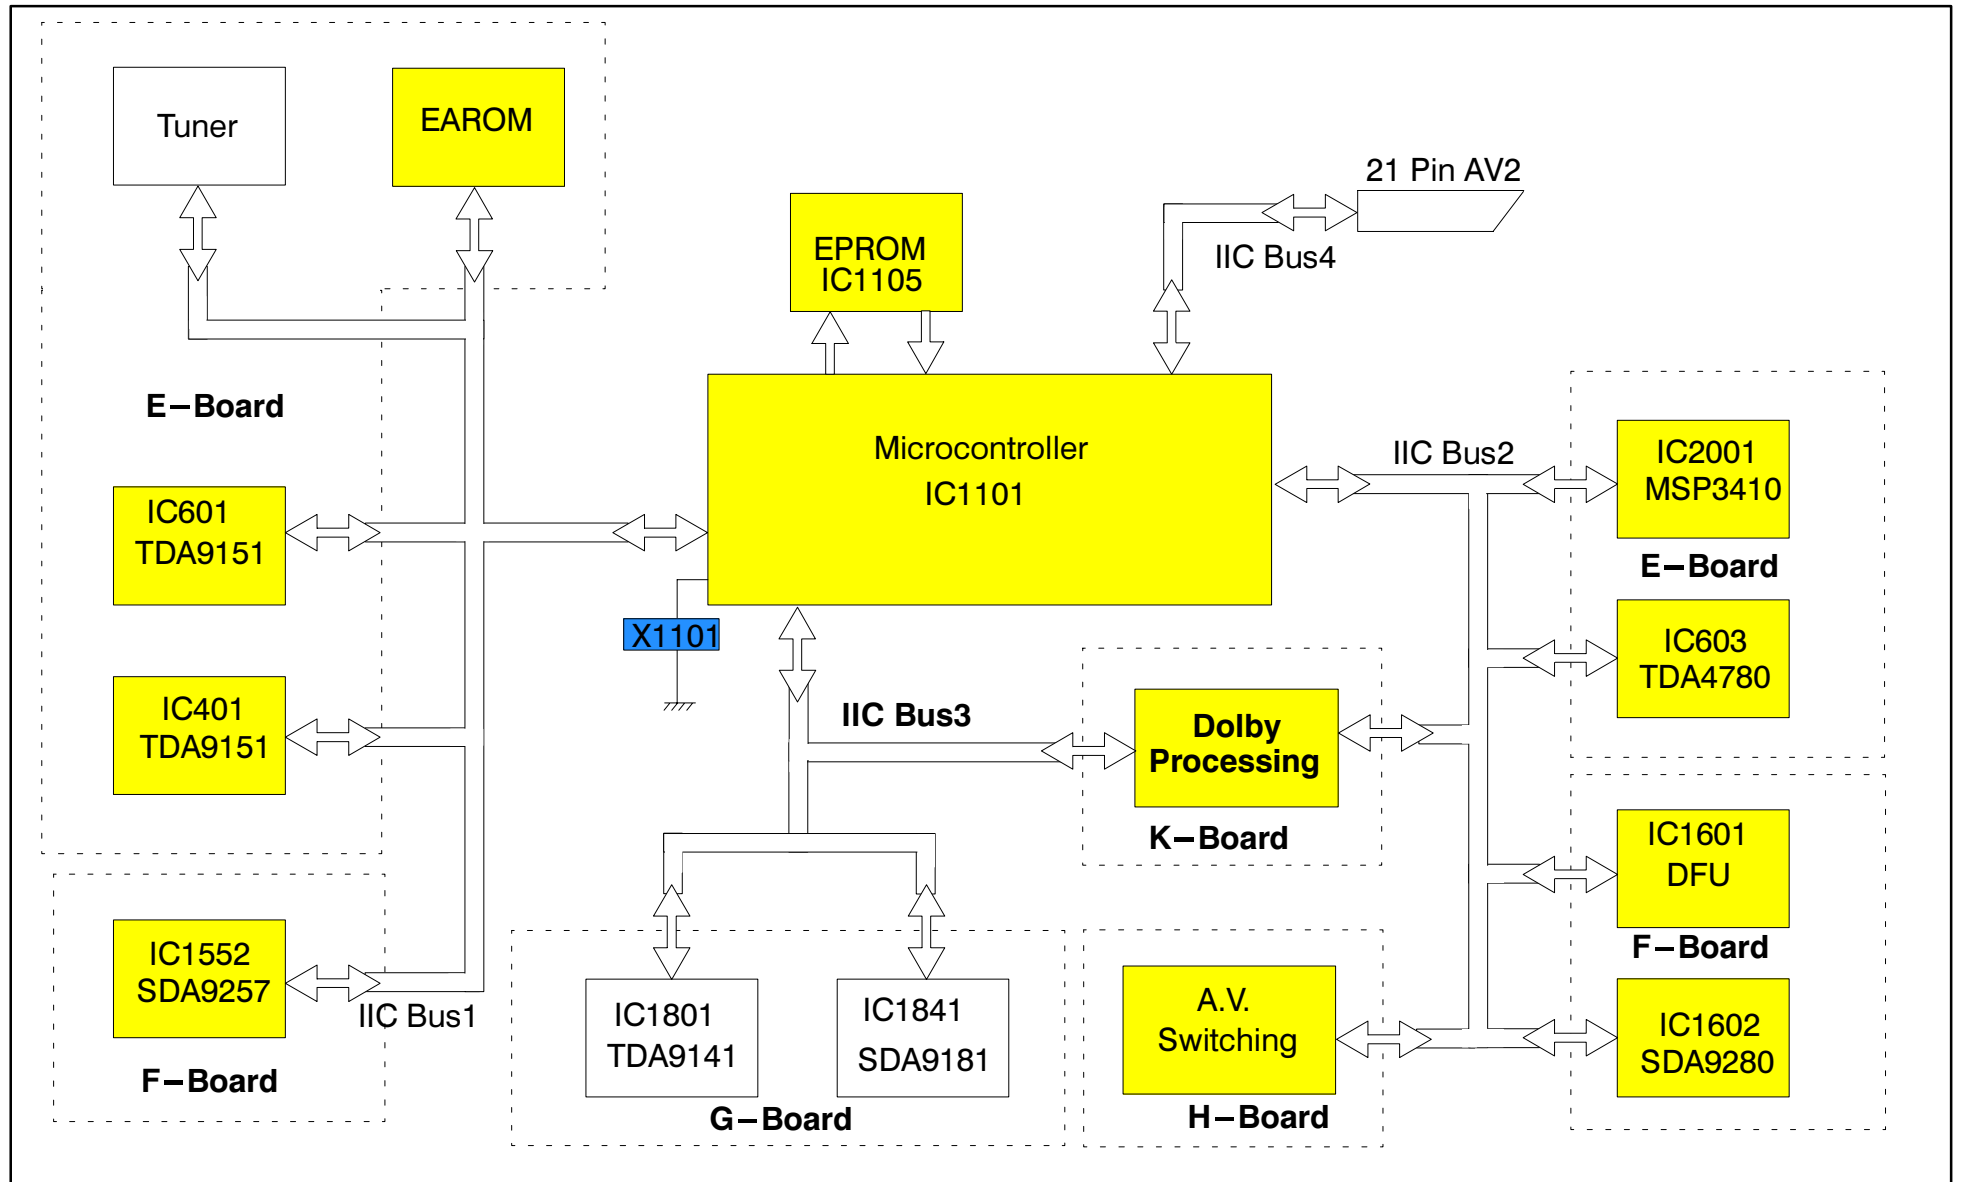 Tuner
EAROM
21 Pin AV2
EPROM
IC1105
IIC Bus4
E–Board
Microcontroller
IC1101
IIC Bus2
IC2001
MSP3410
E–Board
IC601
TDA9151
X1101
IC603
TDA4780
IC401
TDA9151
IIC Bus3
Dolby
Processing
K–Board
IC1601
DFU
F–Board
IC1552
SDA9257
IIC Bus1
F–Board
IC1801
TDA9141
IC1841
SDA9181
G–Board
A.V.
Switching
H–Board
IC1602
SDA9280